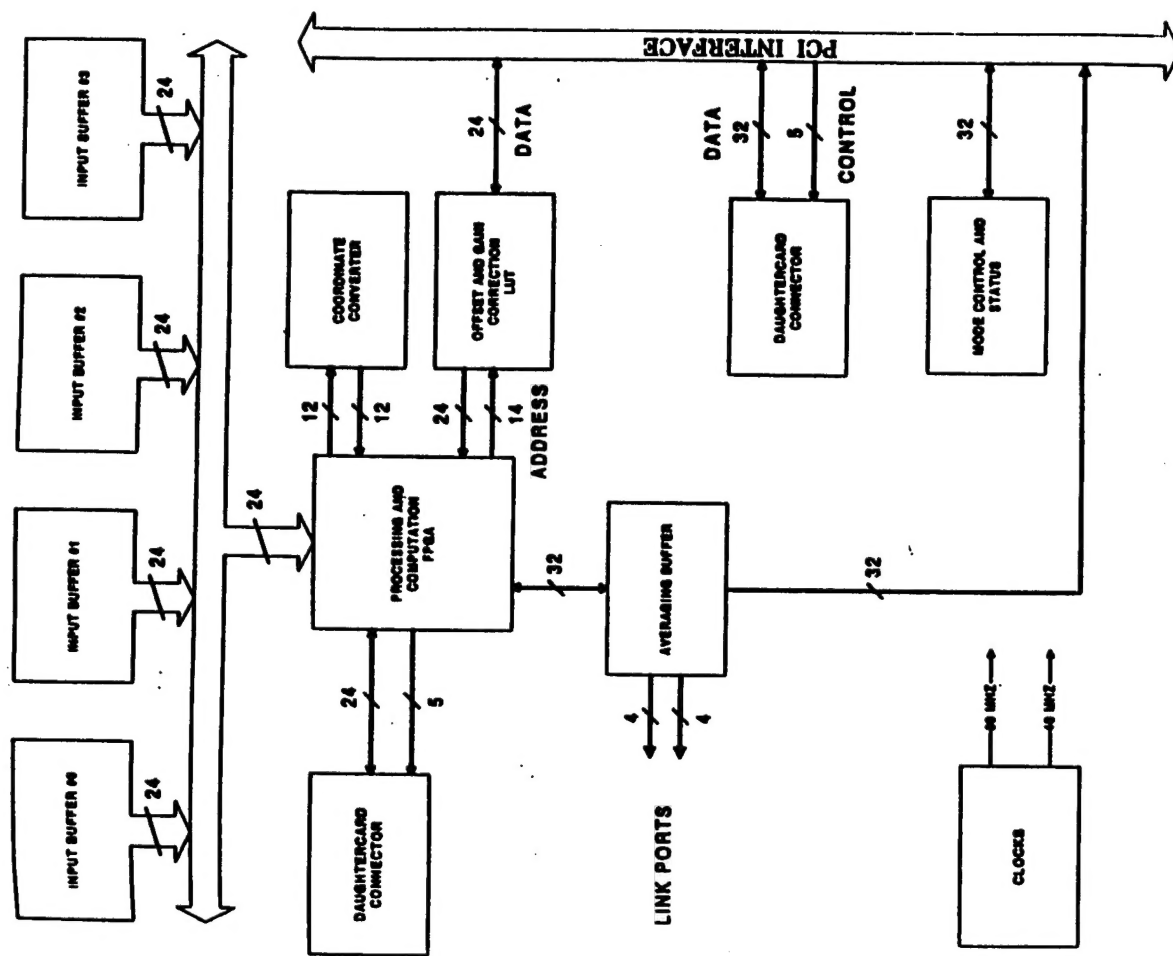 INPUT BUFFER #0
24
INPUT BUFFER #1
24
INPUT BUFFER #2
24
INPUT BUFFER #3
24
24
DAUGHTERCARD
CONNECTOR
24
5
PROCESSING AND
COMPUTATION
FPGA
12
12
COORDINATE
CONVERTER
24
14
ADDRESS
OFFSET AND GAIN
CORRECTION
LUT
24
DATA
PCI INTERFACE
32
LINK PORTS
4
4
AVERAGING BUFFER
32
DAUGHTERCARD
CONNECTOR
DATA
32
5
CONTROL
MODE CONTROL AND
STATUS
32
CLOCKS
MHZ
MHZ